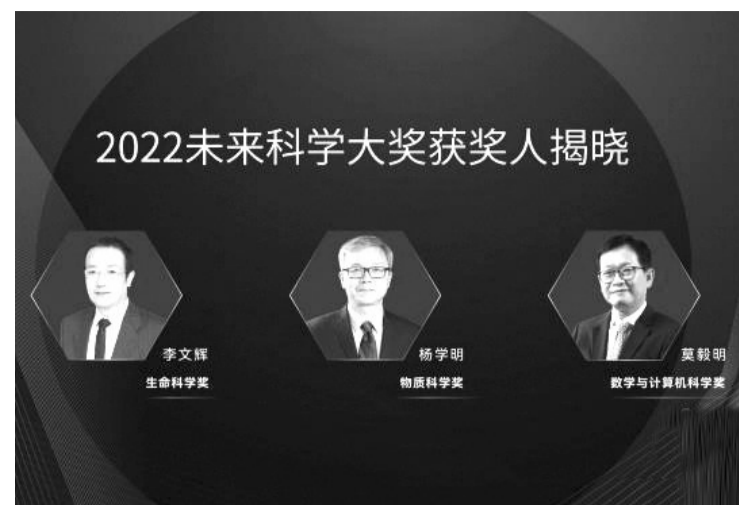 2022未来科学大奖获奖人揭晓
李文辉
生命科学奖
杨学明
物质科学奖
莫毅明
数学与计算机科学奖